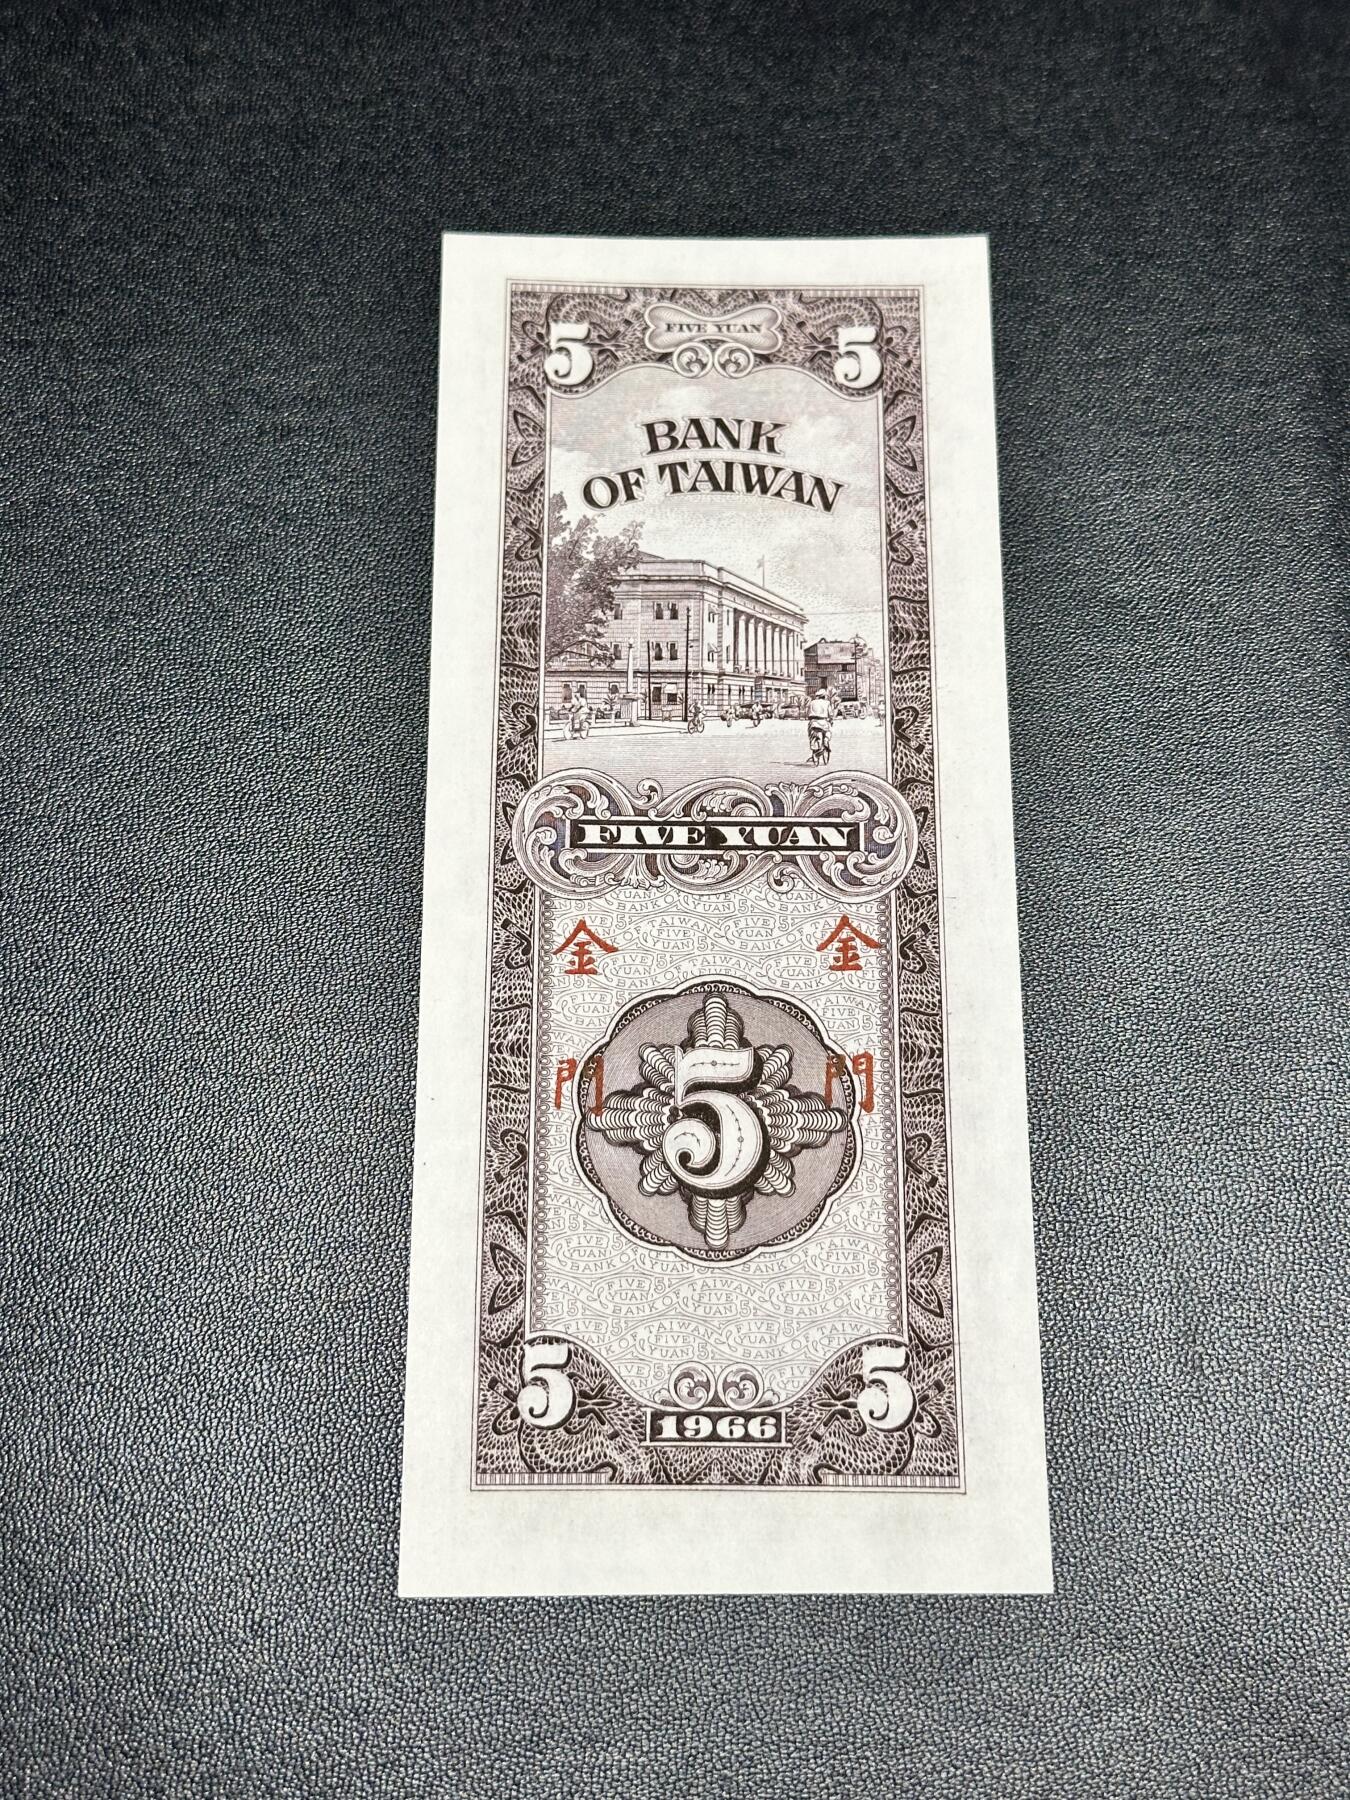 5 FIVE YUAN 5
BANK
OF TAIWAN
FIVE YUAN
金 金
門 門
5
5 5
1966